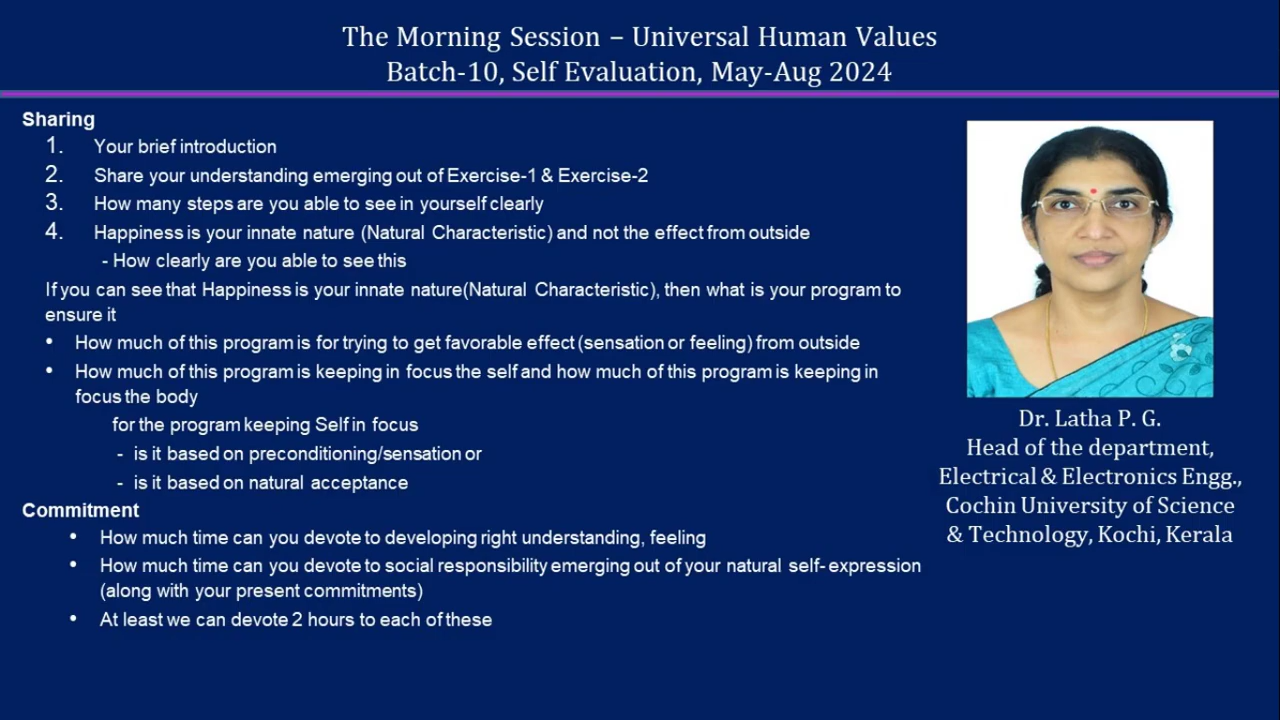 The Morning Session – Universal Human Values
Batch-10, Self Evaluation, May-Aug 2024
Sharing
1. Your brief introduction
2. Share your understanding emerging out of Exercise-1 & Exercise-2
3. How many steps are you able to see in yourself clearly
4. Happiness is your innate nature (Natural Characteristic) and not the effect from outside
- How clearly are you able to see this
If you can see that Happiness is your innate nature(Natural Characteristic), then what is your program to
ensure it
• How much of this program is for trying to get favorable effect (sensation or feeling) from outside
• How much of this program is keeping in focus the self and how much of this program is keeping in
focus the body
for the program keeping Self in focus
- is it based on preconditioning/sensation or
- is it based on natural acceptance
Commitment
• How much time can you devote to developing right understanding, feeling
• How much time can you devote to social responsibility emerging out of your natural self-expression
(along with your present commitments)
• At least we can devote 2 hours to each of these
Dr. Latha P. G.
Head of the department,
Electrical & Electronics Engg.,
Cochin University of Science
& Technology, Kochi, Kerala